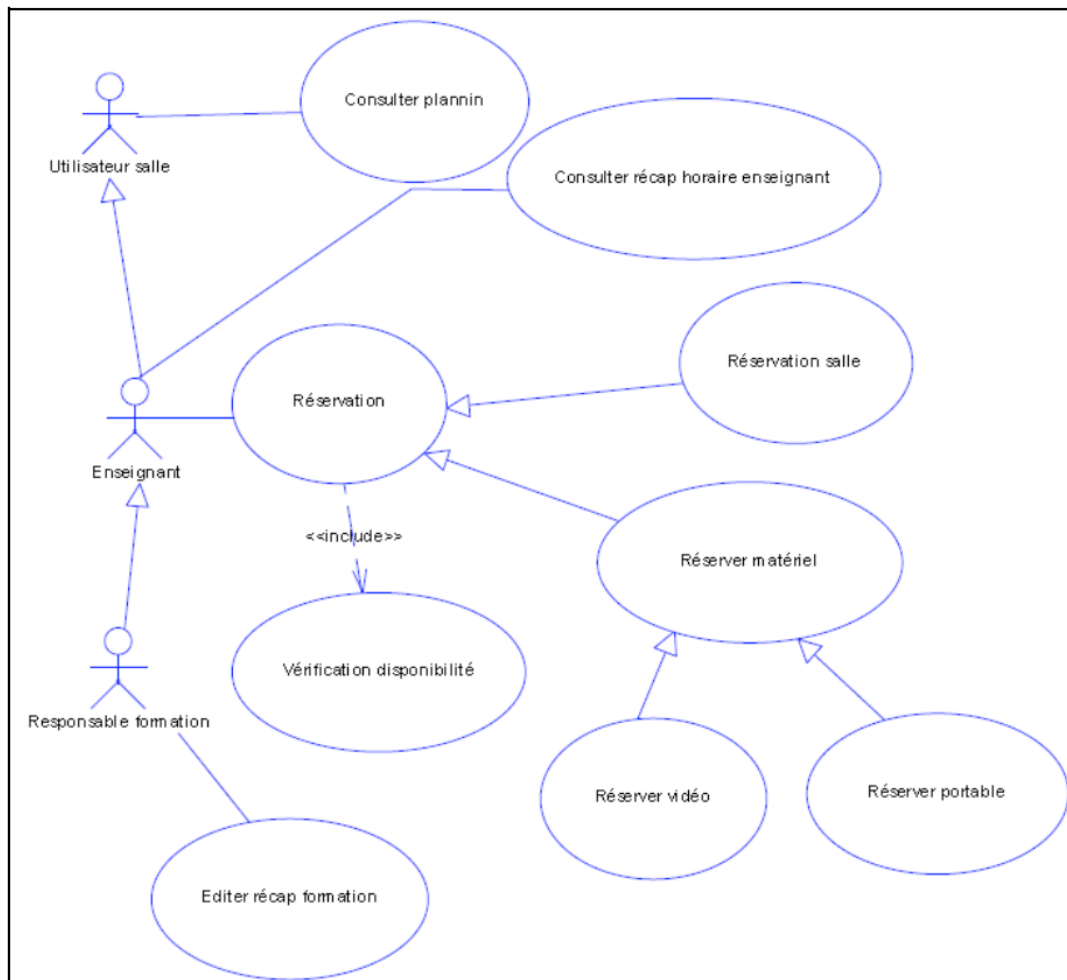 Consulter plannin
Utilisateur salle
Consulter récap horaire enseignant
Réservation salle
Réservation
Enseignant
<<include>>
Réserver matériel
Vérification disponibilité
Responsable formation
Réserver vidéo
Réserver portable
Editer récap formation